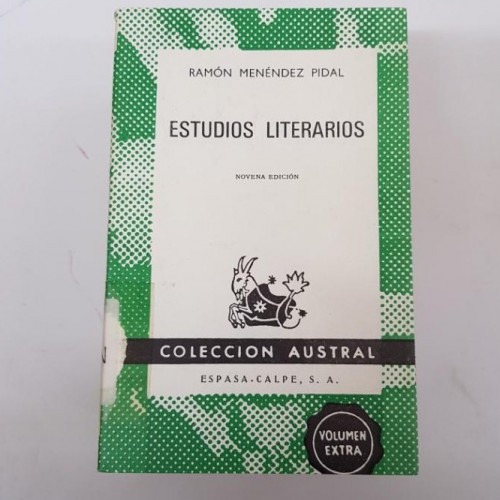 RAMÓN MENÉNDEZ PIDAL
ESTUDIOS LITERARIOS
NOVENA EDICIÓN
COLECCION AUSTRAL
ESPASA-CALPE, S. A.
VOLUMEN
EXTRA